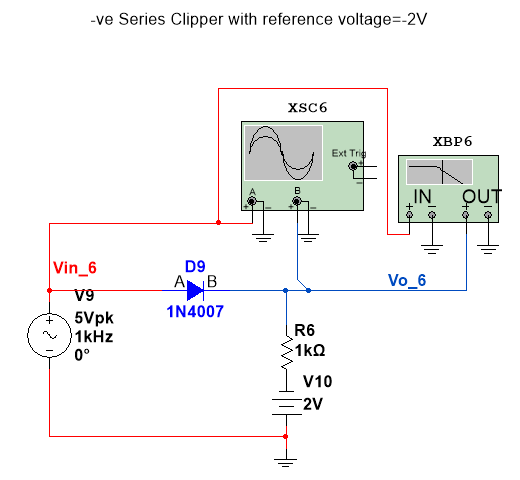 -ve Series Clipper with reference voltage=-2V
XSC6
Ext Trig
+
-
A
B
+ - + -
XBP6
IN OUT
+ - + -
Vin_6
D9
A B
1N4007
Vo_6
V9
+
5Vpk
1kHz
0°
-
R6
1kΩ
V10
2V